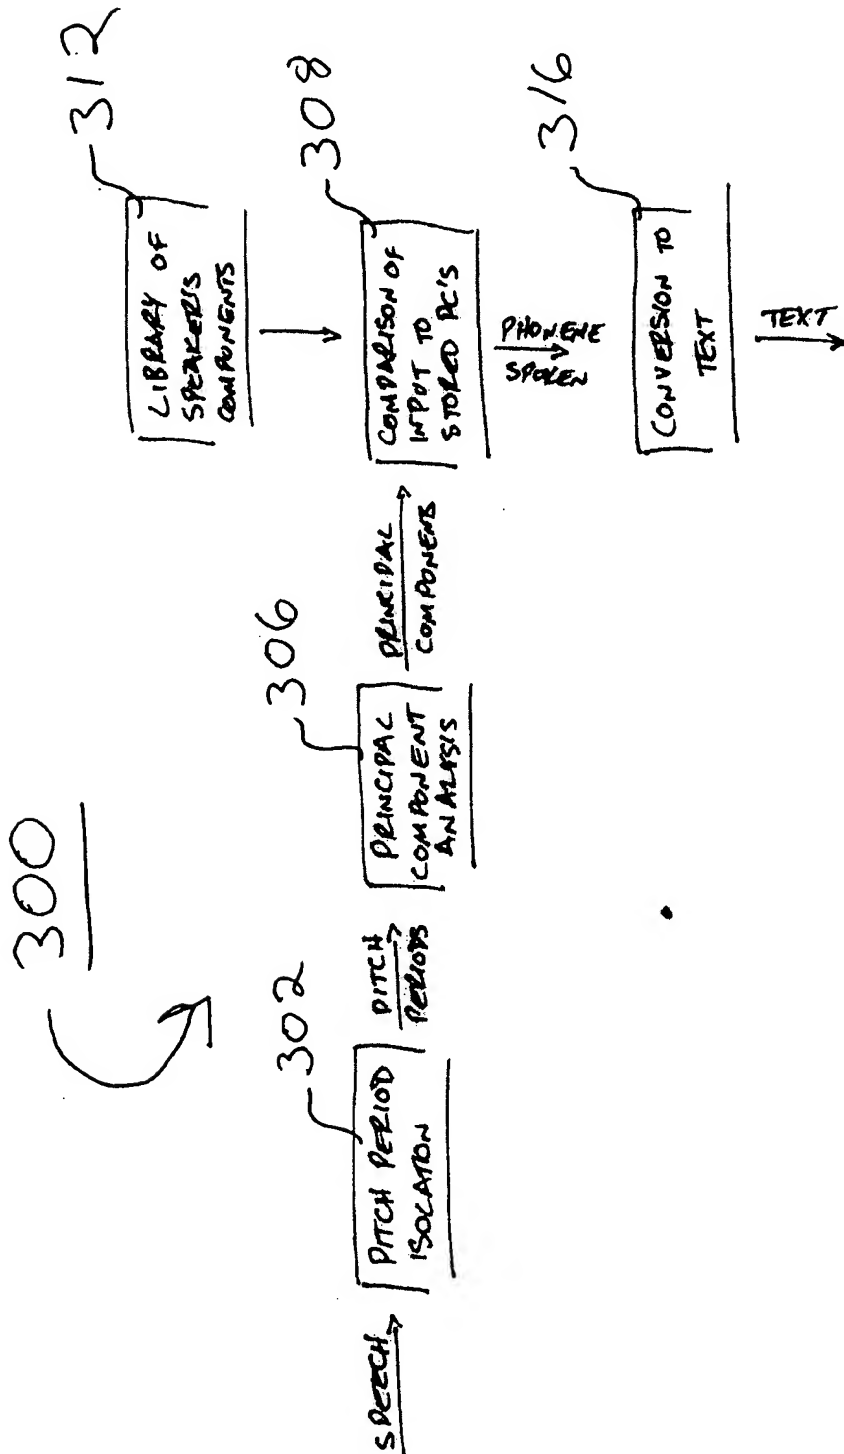 300
312
LIBRARY OF
SPEAKER'S
COMPONENTS
SPEECH
302
PITCH PERIOD
ISOLATION
PITCH
PERIODS
306
PRINCIPAL
COMPONENT
ANALYSIS
PRINCIPAL
COMPONENTS
308
COMPARISON OF
INPUT TO
STORED PC'S
PHONEME
SPOKEN
316
CONVERSION TO
TEXT
TEXT